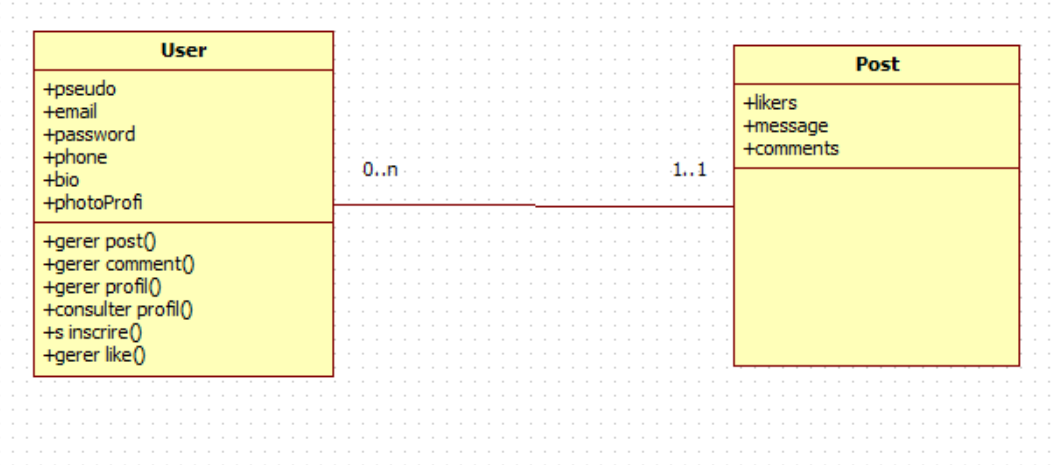 User
+pseudo
+email
+password
+phone
+bio
+photoProfi
+gerer post()
+gerer comment()
+gerer profil()
+consulter profil()
+s inscrire()
+gerer like()
0..n
1..1
Post
+likers
+message
+comments